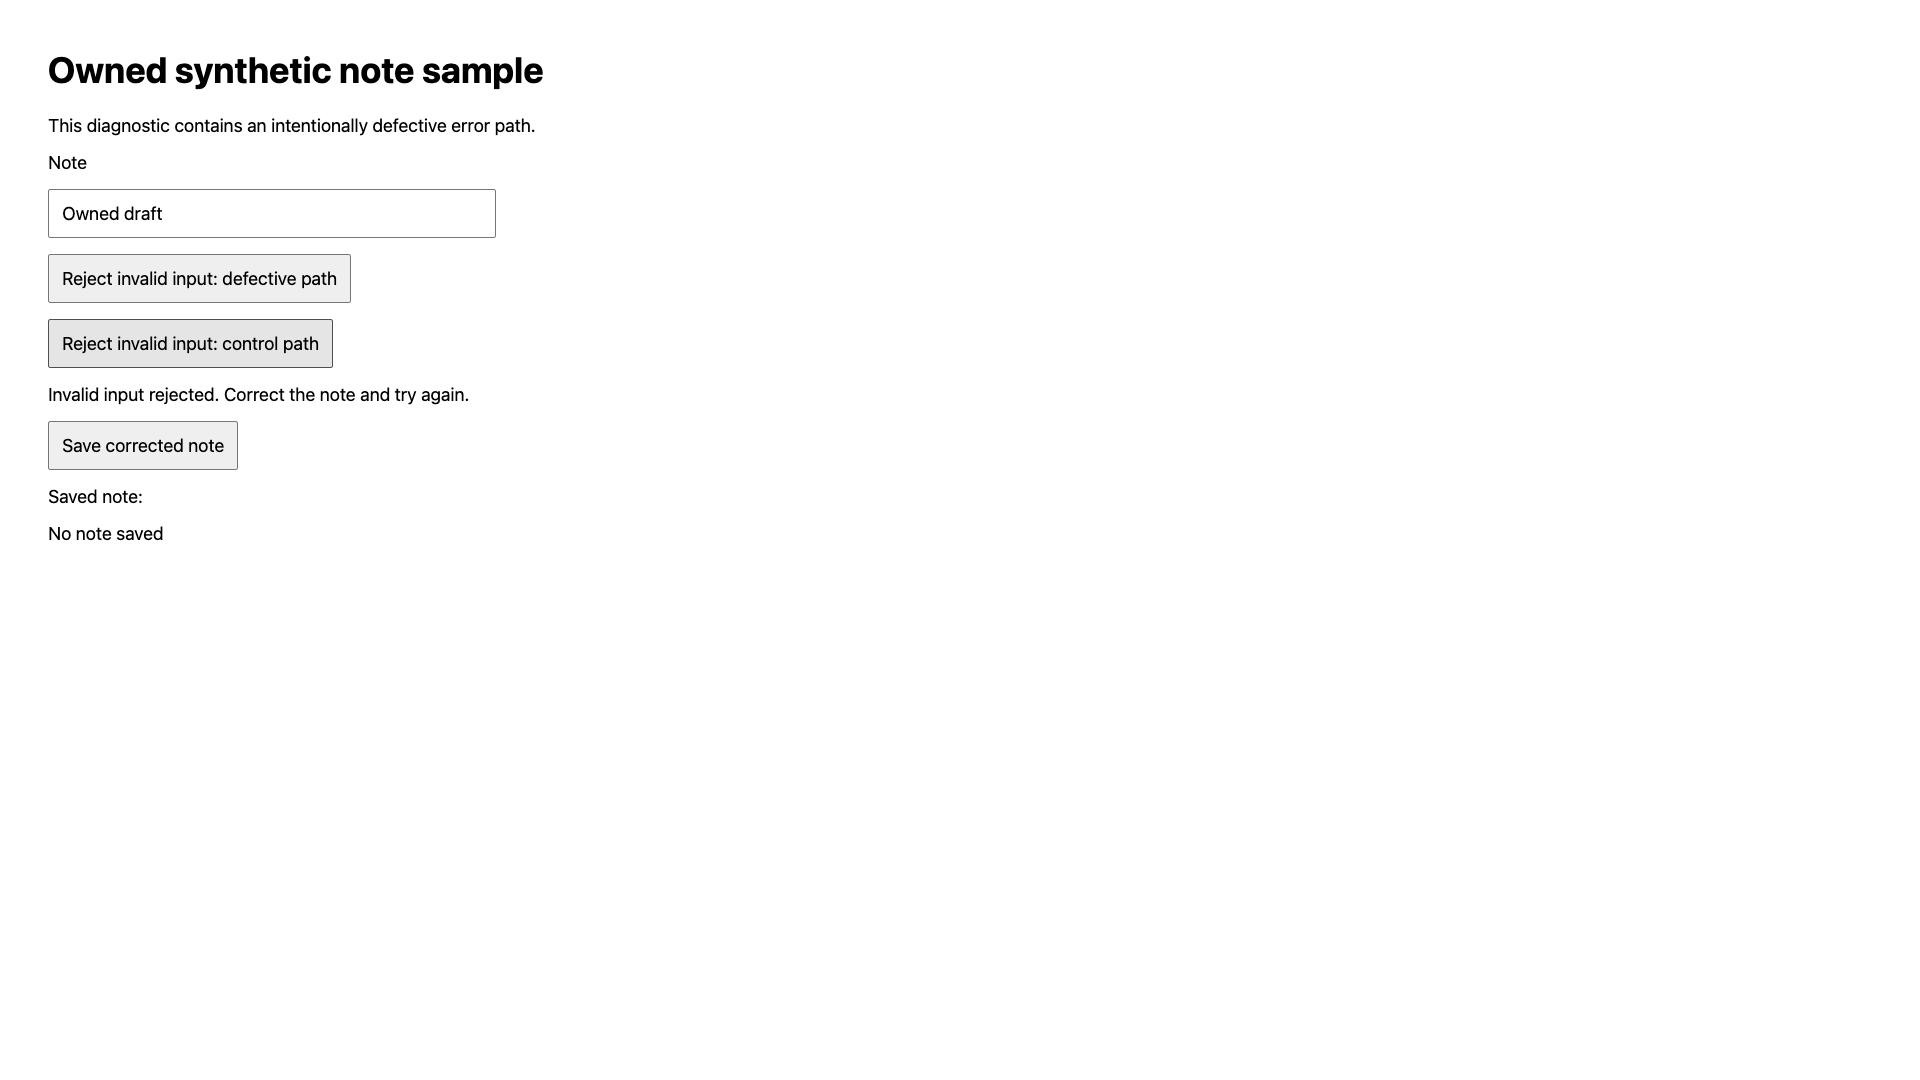 Owned synthetic note sample
This diagnostic contains an intentionally defective error path.
Note
Owned draft
Reject invalid input: defective path
Reject invalid input: control path
Invalid input rejected. Correct the note and try again.
Save corrected note
Saved note:
No note saved